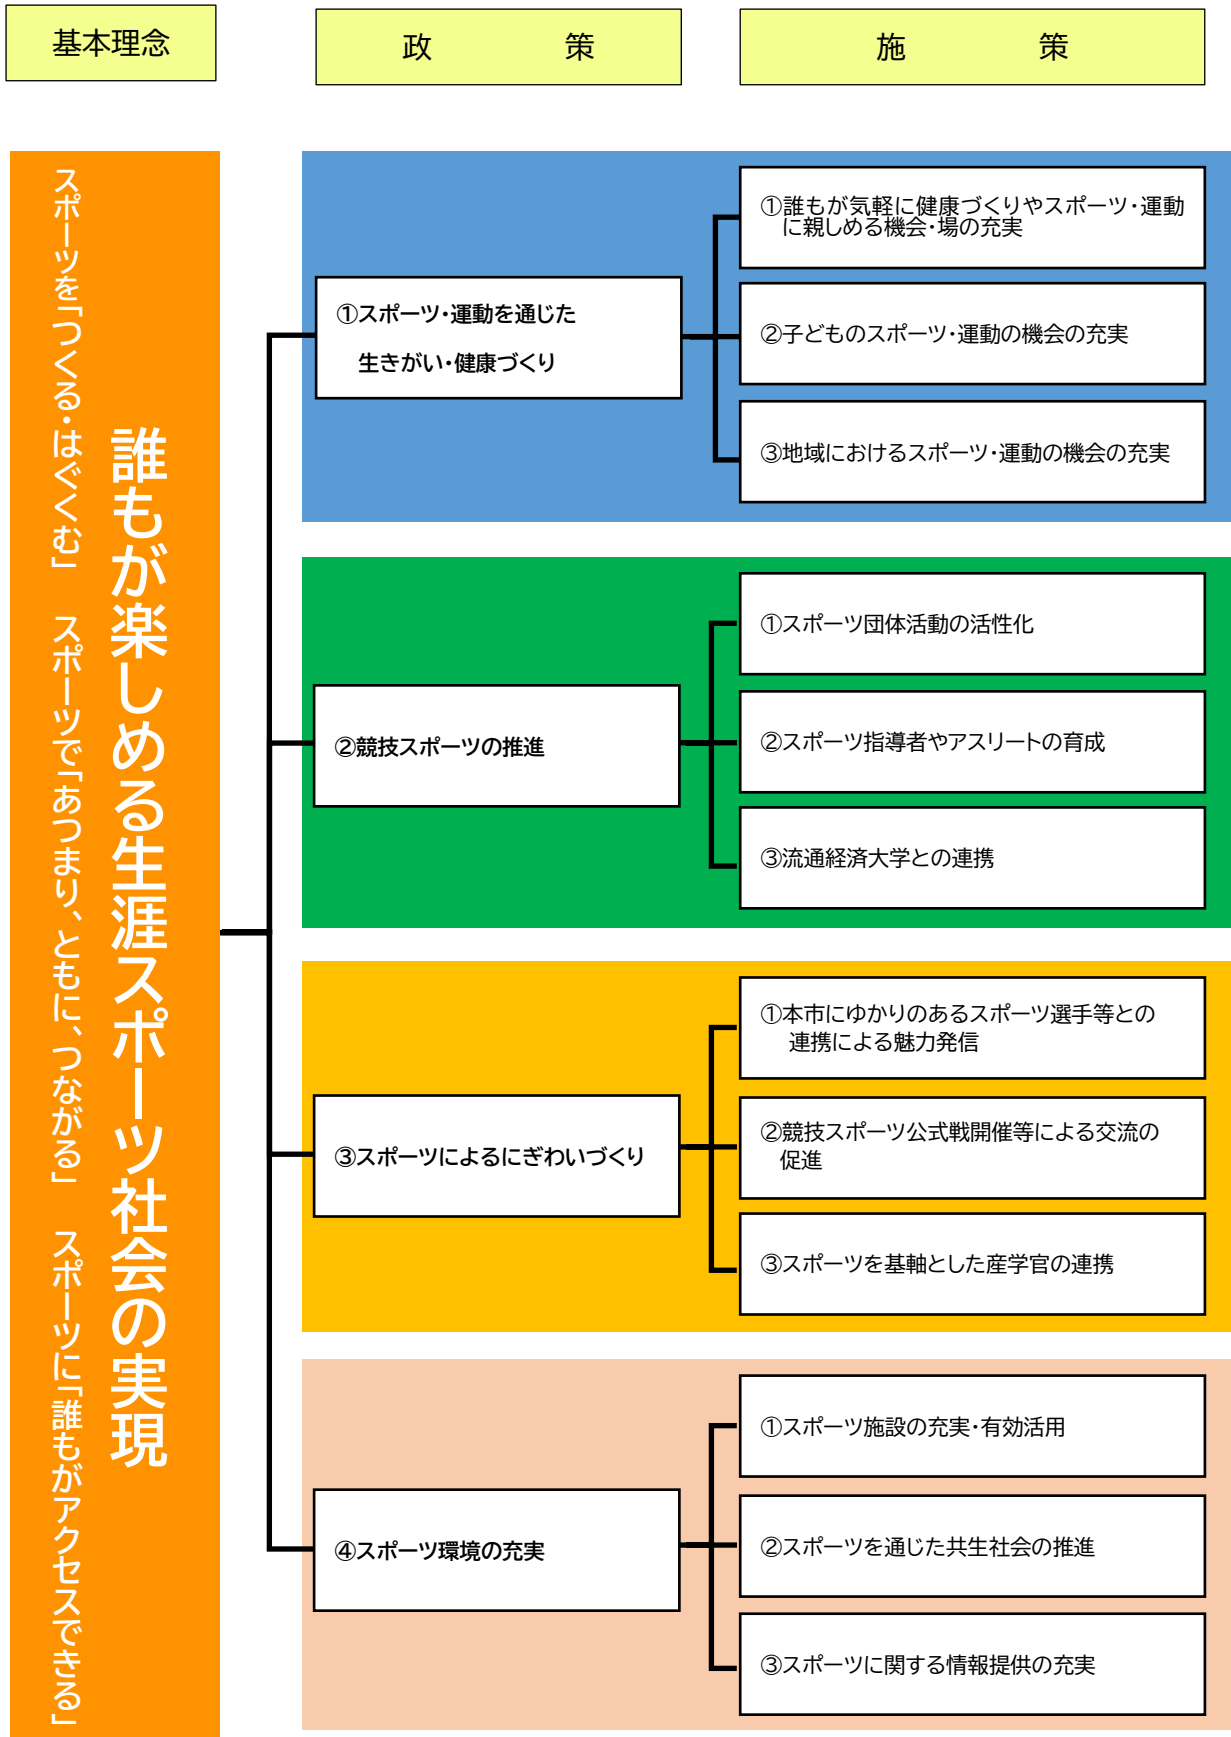 基本理念
政策
施策
誰もが楽しめる生涯スポーツ社会の実現
スポーツを「つくる・はぐくむ」 スポーツで「あつまり、ともに、つながる」 スポーツに「誰もがアクセスできる」
①スポーツ・運動を通じた
生きがい・健康づくり
①誰もが気軽に健康づくりやスポーツ・運動
に親しめる機会・場の充実
②子どものスポーツ・運動の機会の充実
③地域におけるスポーツ・運動の機会の充実
②競技スポーツの推進
①スポーツ団体活動の活性化
②スポーツ指導者やアスリートの育成
③流通経済大学との連携
③スポーツによるにぎわいづくり
①本市にゆかりのあるスポーツ選手等との
連携による魅力発信
②競技スポーツ公式戦開催等による交流の
促進
③スポーツを基軸とした産学官の連携
④スポーツ環境の充実
①スポーツ施設の充実・有効活用
②スポーツを通じた共生社会の推進
③スポーツに関する情報提供の充実